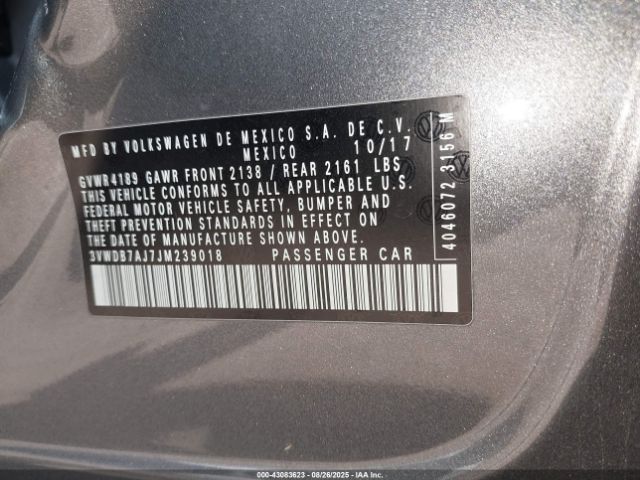 MFD BY VOLKSWAGEN DE MEXICO S.A. DE C.V.
MEXICO 10/17
GVWR4189 GAWR FRONT 2138 / REAR 2161 LBS
THIS VEHICLE CONFORMS TO ALL APPLICABLE U.S.
FEDERAL MOTOR VEHICLE SAFETY, BUMPER AND
THEFT PREVENTION STANDARDS IN EFFECT ON
THE DATE OF MANUFACTURE SHOWN ABOVE.
3VWDB7AJ7JM239018 PASSENGER CAR
4046072 3156 M
000-43083623 - 08/26/2025 - IAA, Inc.